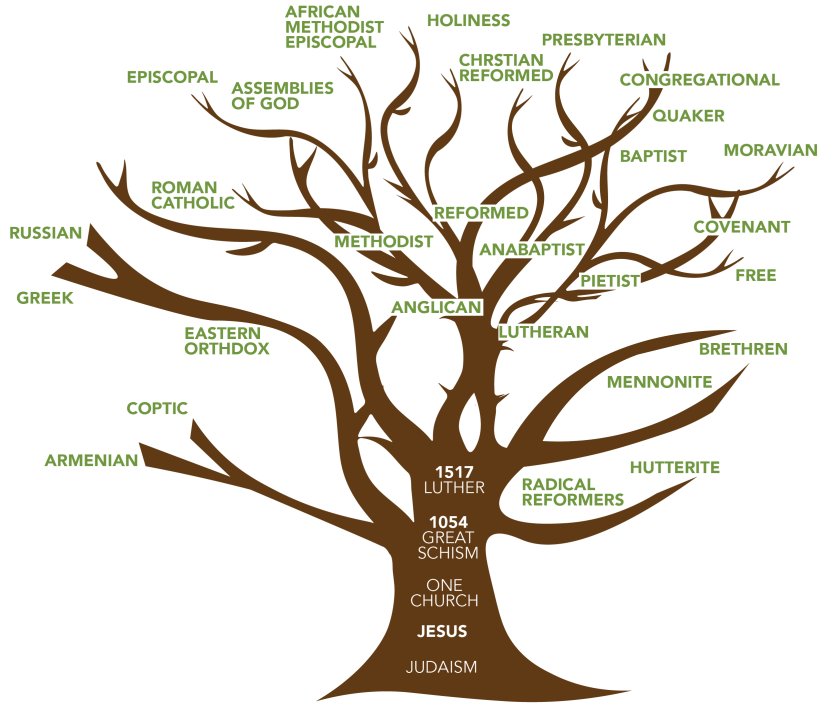 AFRICAN
METHODIST
EPISCOPAL
HOLINESS
PRESBYTERIAN
CHRSTIAN
REFORMED
EPISCOPAL
ASSEMBLIES
OF GOD
CONGREGATIONAL
QUAKER
BAPTIST
MORAVIAN
ROMAN
CATHOLIC
REFORMED
COVENANT
RUSSIAN
METHODIST
ANABAPTIST
FREE
PIETIST
GREEK
ANGLICAN
LUTHERAN
EASTERN
ORTHDOX
BRETHREN
MENNONITE
COPTIC
ARMENIAN
HUTTERITE
1517
LUTHER
RADICAL
REFORMERS
1054
GREAT
SCHISM
ONE
CHURCH
JESUS
JUDAISM